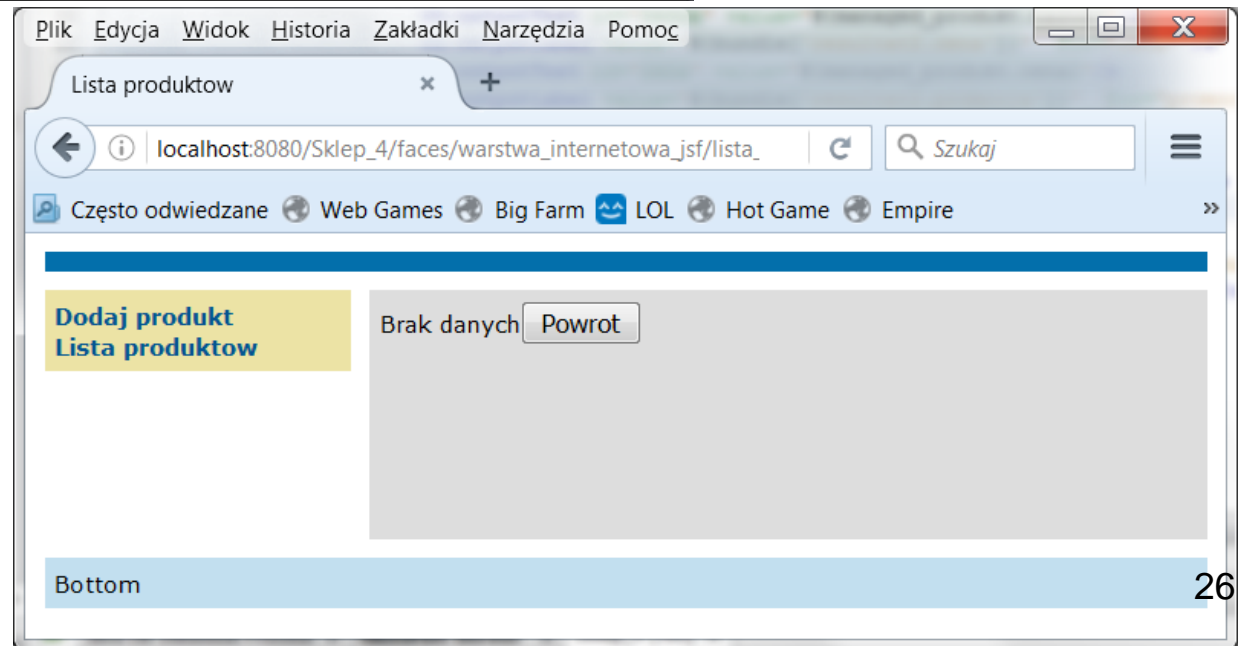 Plik Edycja Widok Historia Zakładki Narzędzia Pomoc
Lista produktow
localhost:8080/Sklep_4/faces/warstwa_internetowa_jsf/lista_
Szukaj
Często odwiedzane Web Games Big Farm LOL Hot Game Empire
Dodaj produkt
Lista produktow
Brak danych Powrot
Bottom
26